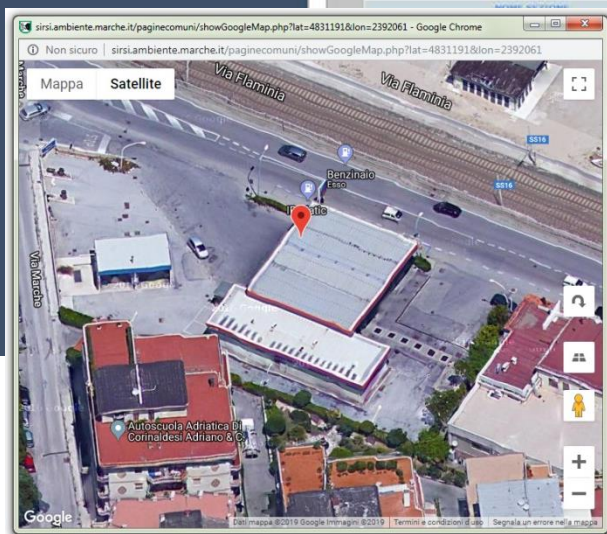 HOME SEZIONE
sirsi.ambiente.marche.it/paginecomuni/showGoogleMap.php?lat=4831191&lon=2392061 - Google Chrome
Non sicuro | sirsi.ambiente.marche.it/paginecomuni/showGoogleMap.php?lat=4831191&lon=2392061
Mappa Satellite
Marche
Via Flaminia
Via Flaminia
SS16
SS16
Benzinaio
Esso
Via Marche
Autoscuola Adriatica Di
Corinaldesi Adriano & C.
Google
Dati mappa ©2019 Google Immagini ©2019 Termini e condizioni d'uso Segnala un errore nella mappa